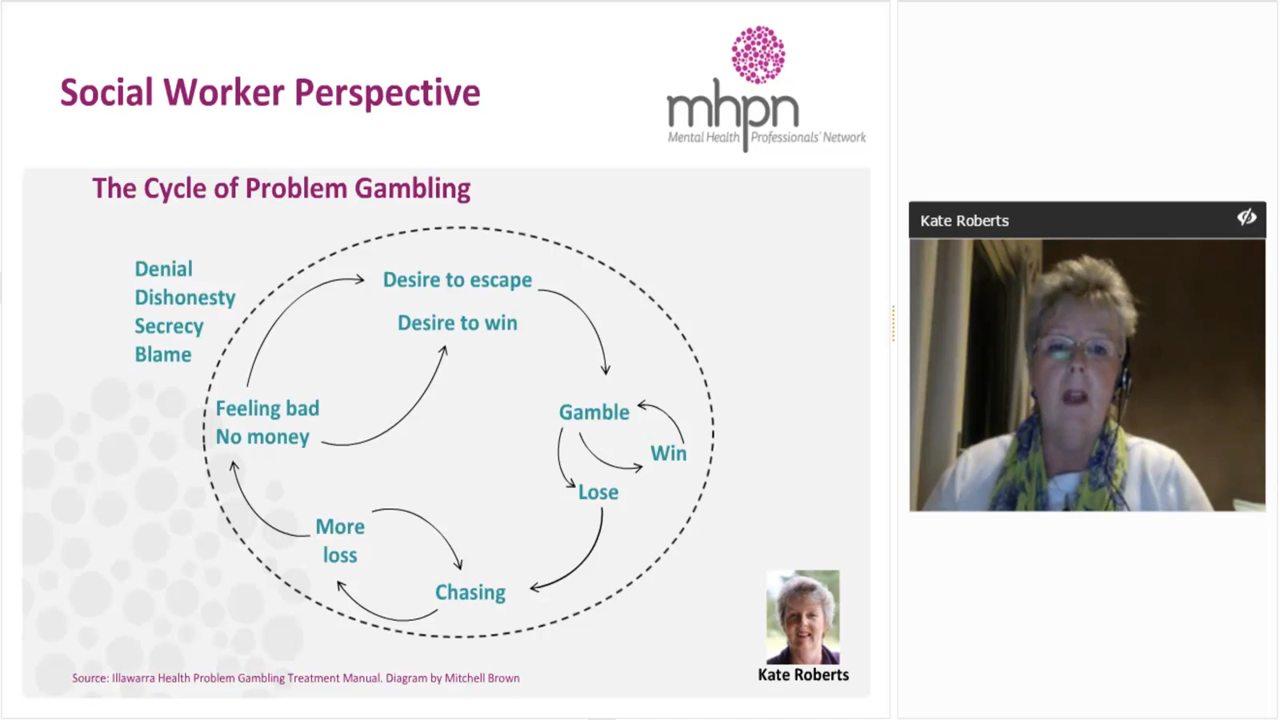 Social Worker Perspective
mhpn
Mental Health Professionals' Network
The Cycle of Problem Gambling
Denial
Dishonesty
Secrecy
Blame
Desire to escape
Desire to win
Feeling bad
No money
Gamble
Win
Lose
More
loss
Chasing
Kate Roberts
Source: Illawarra Health Problem Gambling Treatment Manual. Diagram by Mitchell Brown
Kate Roberts